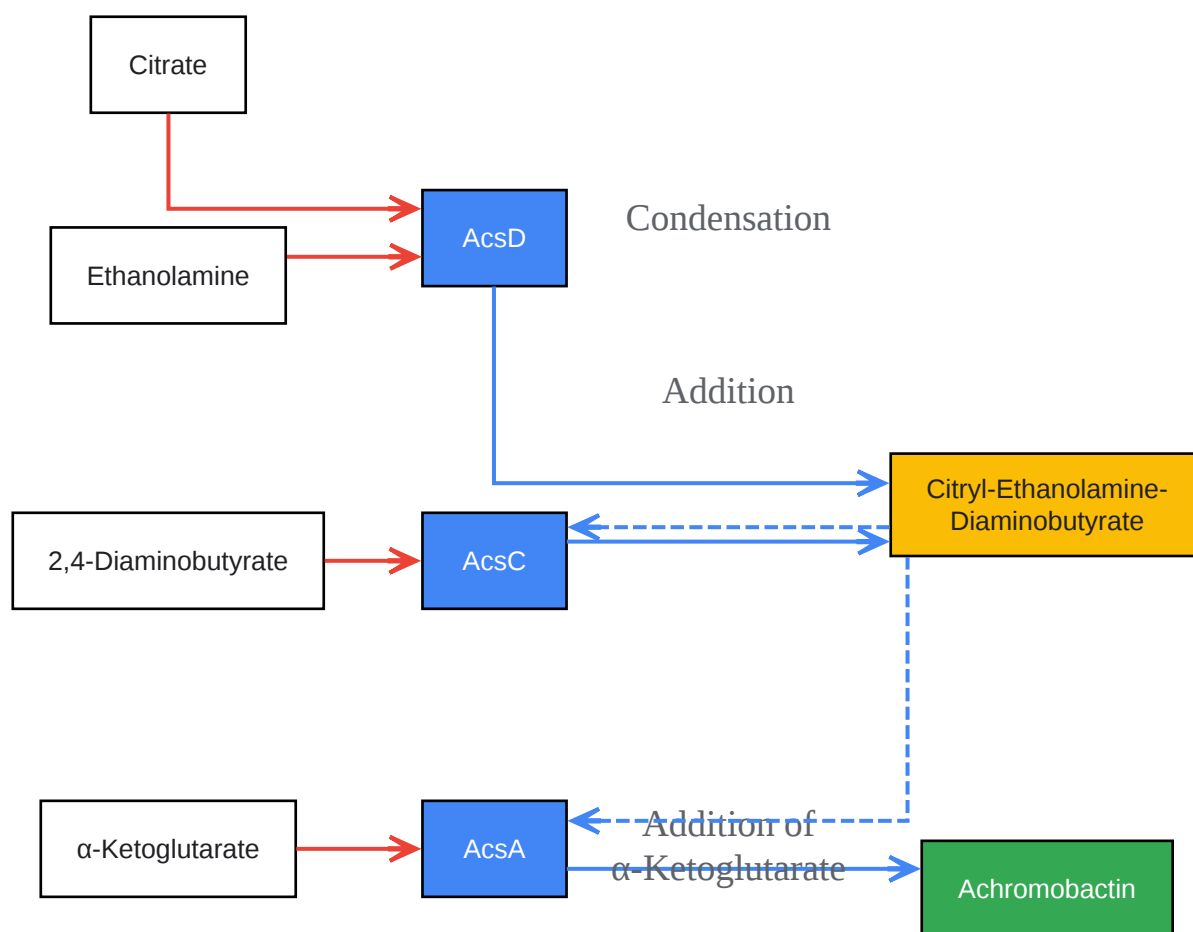 Citrate
AcsD
Condensation
Ethanolamine
Addition
Citryl-Ethanolamine-
Diaminobutyrate
2,4-Diaminobutyrate
AcsC
α-Ketoglutarate
AcsA
Addition of
α-Ketoglutarate
Achromobactin